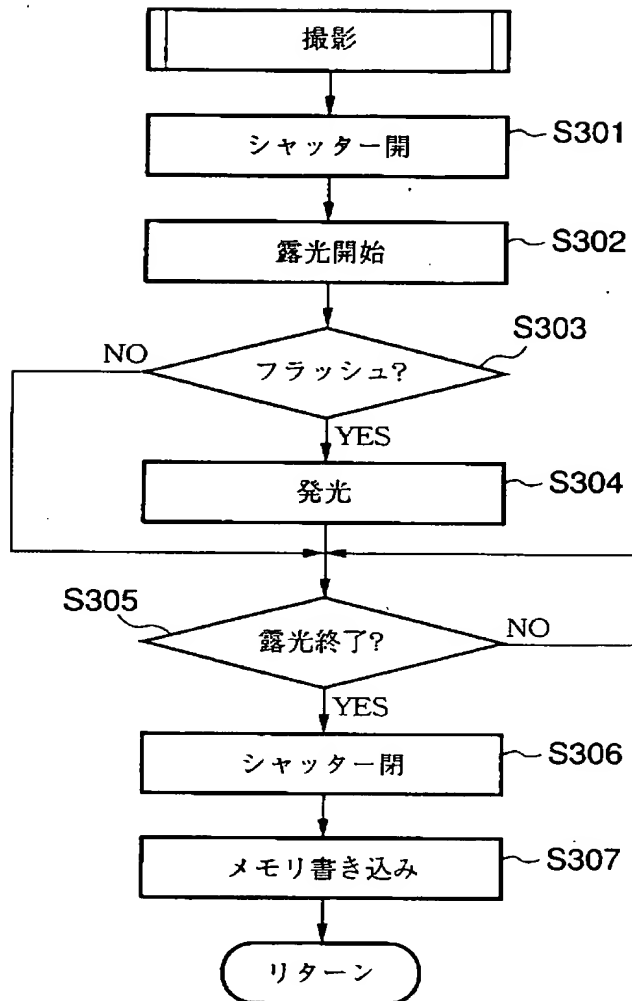 撮影
シャッター開
S301
露光開始
S302
S303
NO
フラッシュ?
YES
発光
S304
S305
露光終了?
NO
YES
シャッター閉
S306
メモリ書き込み
S307
リターン